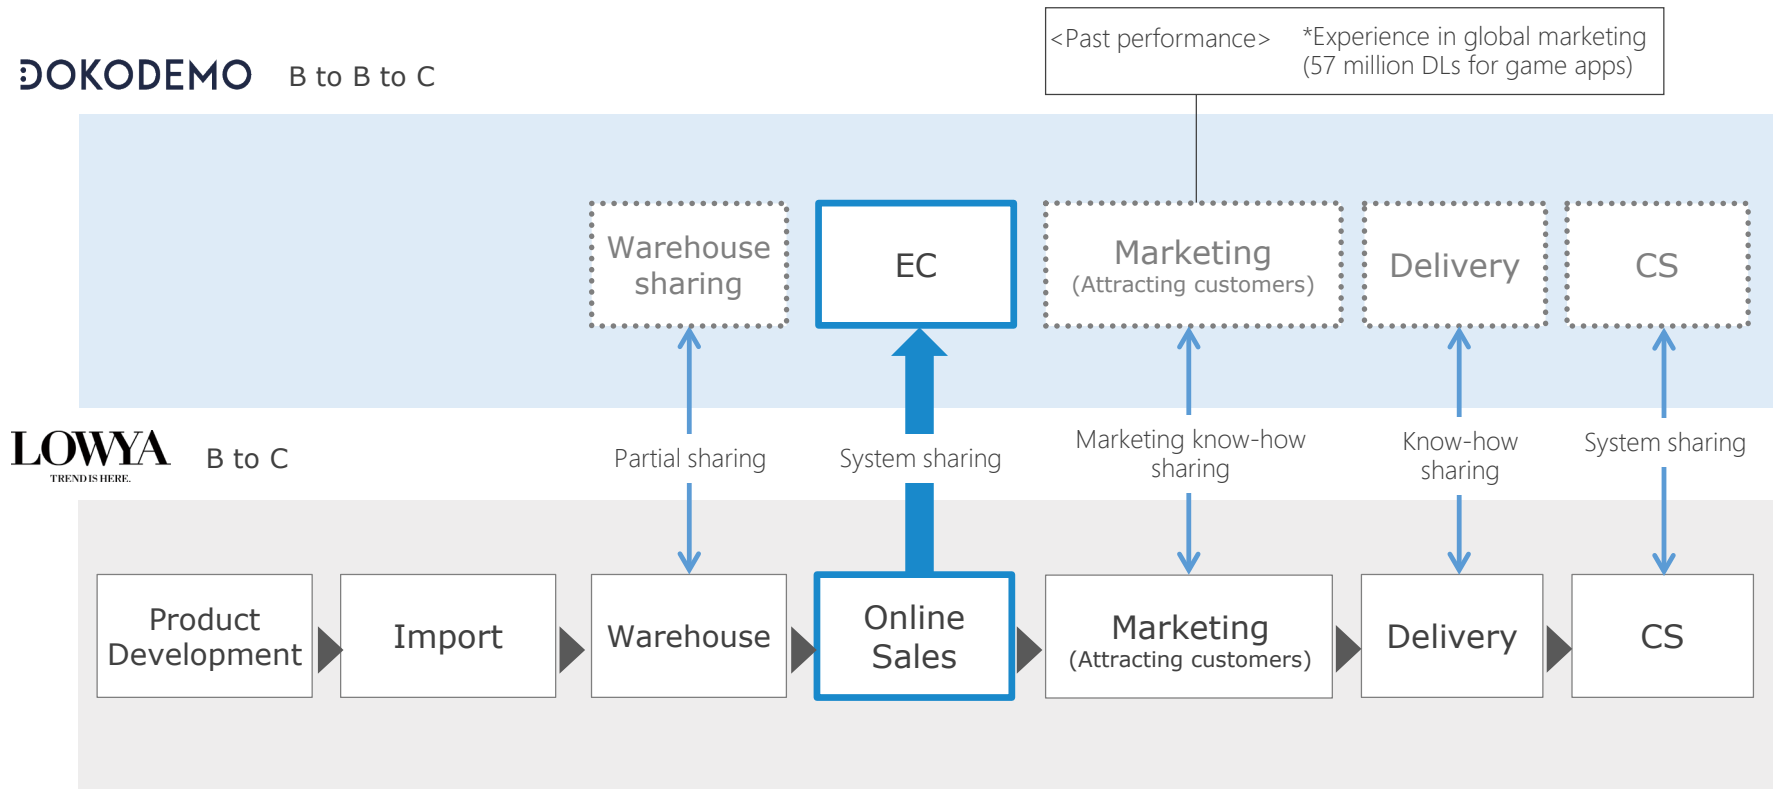 <Past performance> *Experience in global marketing
(57 million DLs for game apps)
DOKODEMO B to B to C
Warehouse
sharing
EC
Marketing
(Attracting customers)
Delivery
CS
LOWYA
TREND IS HERE.
B to C
Partial sharing
System sharing
Marketing know-how
sharing
Know-how
sharing
System sharing
Product
Development
Import
Warehouse
Online
Sales
Marketing
(Attracting customers)
Delivery
CS